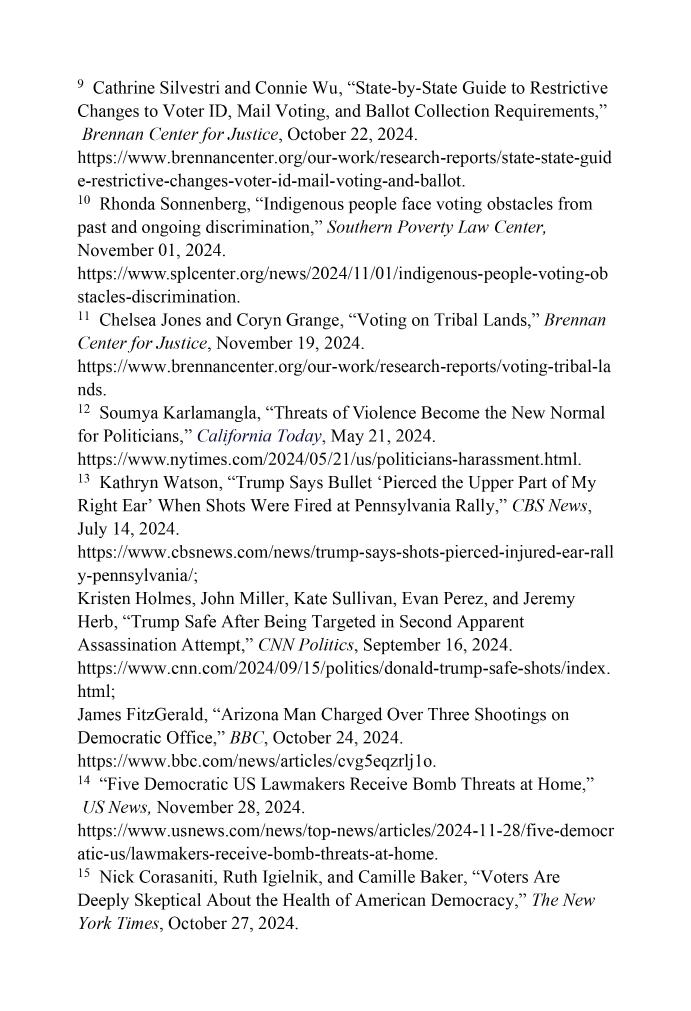 9 Cathrine Silvestri and Connie Wu, “State-by-State Guide to Restrictive
Changes to Voter ID, Mail Voting, and Ballot Collection Requirements,”
Brennan Center for Justice, October 22, 2024.
https://www.brennancenter.org/our-work/research-reports/state-state-guid
e-restrictive-changes-voter-id-mail-voting-and-ballot.
10 Rhonda Sonnenberg, “Indigenous people face voting obstacles from
past and ongoing discrimination,” Southern Poverty Law Center,
November 01, 2024.
https://www.splcenter.org/news/2024/11/01/indigenous-people-voting-ob
stacles-discrimination.
11 Chelsea Jones and Coryn Grange, “Voting on Tribal Lands,” Brennan
Center for Justice, November 19, 2024.
https://www.brennancenter.org/our-work/research-reports/voting-tribal-la
nds.
12 Soumya Karlamangla, “Threats of Violence Become the New Normal
for Politicians,” California Today, May 21, 2024.
https://www.nytimes.com/2024/05/21/us/politicians-harassment.html.
13 Kathryn Watson, “Trump Says Bullet ‘Pierced the Upper Part of My
Right Ear’ When Shots Were Fired at Pennsylvania Rally,” CBS News,
July 14, 2024.
https://www.cbsnews.com/news/trump-says-shots-pierced-injured-ear-rall
y-pennsylvania/;
Kristen Holmes, John Miller, Kate Sullivan, Evan Perez, and Jeremy
Herb, “Trump Safe After Being Targeted in Second Apparent
Assassination Attempt,” CNN Politics, September 16, 2024.
https://www.cnn.com/2024/09/15/politics/donald-trump-safe-shots/index.
html;
James FitzGerald, “Arizona Man Charged Over Three Shootings on
Democratic Office,” BBC, October 24, 2024.
https://www.bbc.com/news/articles/cvg5eqzrlj1o.
14 “Five Democratic US Lawmakers Receive Bomb Threats at Home,”
US News, November 28, 2024.
https://www.usnews.com/news/top-news/articles/2024-11-28/five-democr
atic-us/lawmakers-receive-bomb-threats-at-home.
15 Nick Corasaniti, Ruth Igielnik, and Camille Baker, “Voters Are
Deeply Skeptical About the Health of American Democracy,” The New
York Times, October 27, 2024.